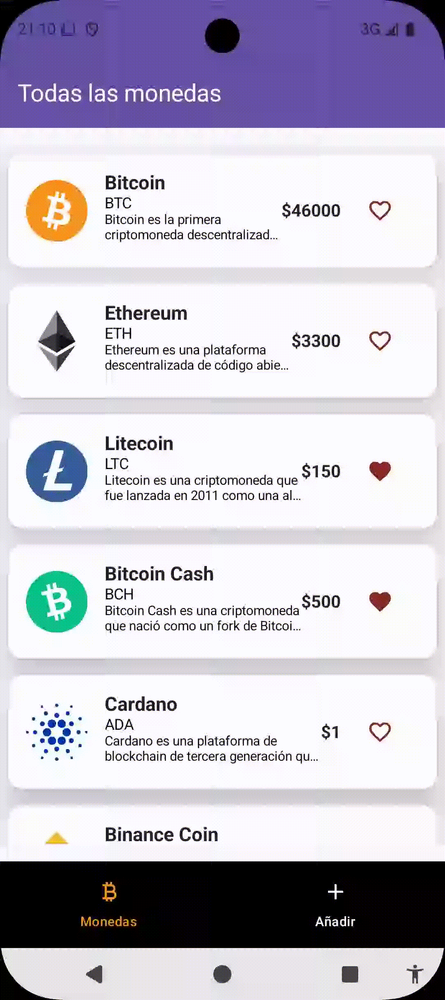 21:10 3G
Todas las monedas
Bitcoin
BTC
Bitcoin es la primera
criptomoneda descentralizad...
$46000
Ethereum
ETH
Ethereum es una plataforma
descentralizada de código abie...
$3300
Litecoin
LTC
Litecoin es una criptomoneda que
fue lanzada en 2011 como una al...
$150
Bitcoin Cash
BCH
Bitcoin Cash es una criptomoneda
que nació como un fork de Bitcoi...
$500
Cardano
ADA
Cardano es una plataforma de
blockchain de tercera generación qu...
$1
Binance Coin
Monedas
Añadir